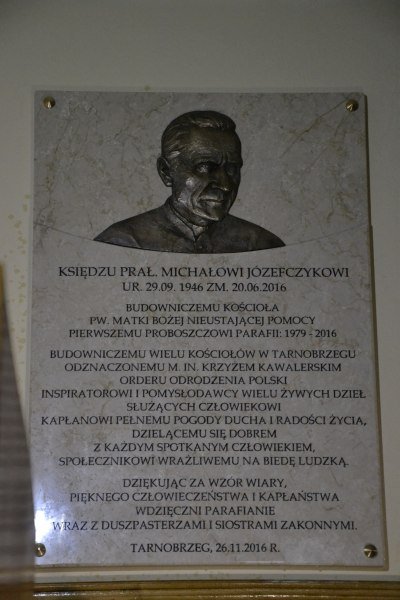 KSIĘDZU PRAŁ. MICHAŁOWI JÓZEFCZYKOWI
UR. 29.09. 1946 ZM. 20.06.2016
BUDOWNICZEMU KOŚCIOŁA
PW. MATKI BOŻEJ NIEUSTAJĄCEJ POMOCY
PIERWSZEMU PROBOSZCZOWI PARAFII: 1979 - 2016
BUDOWNICZEMU WIELU KOŚCIOŁÓW W TARNOBRZEGU
ODZNACZONEMU M. IN. KRZYŻEM KAWALERSKIM
ORDERU ODRODZENIA POLSKI
INSPIRATOROWI I POMYSŁODAWCY WIELU ŻYWYCH DZIEŁ
SŁUŻĄCYCH CZŁOWIEKOWI
KAPŁANOWI PEŁNEMU POGODY DUCHA I RADOŚCI ŻYCIA,
DZIELĄCEMU SIĘ DOBREM
Z KAŻDYM SPOTKANYM CZŁOWIEKIEM,
SPOŁECZNIKOWI WRAŻLIWEMU NA BIEDĘ LUDZKĄ.
DZIĘKUJĄC ZA WZÓR WIARY,
PIĘKNEGO CZŁOWIECZEŃSTWA I KAPŁAŃSTWA
WDZIĘCZNI PARAFIANIE
WRAZ Z DUSZPASTERZAMI I SIOSTRAMI ZAKONNYMI.
TARNOBRZEG, 26.11.2016 R.